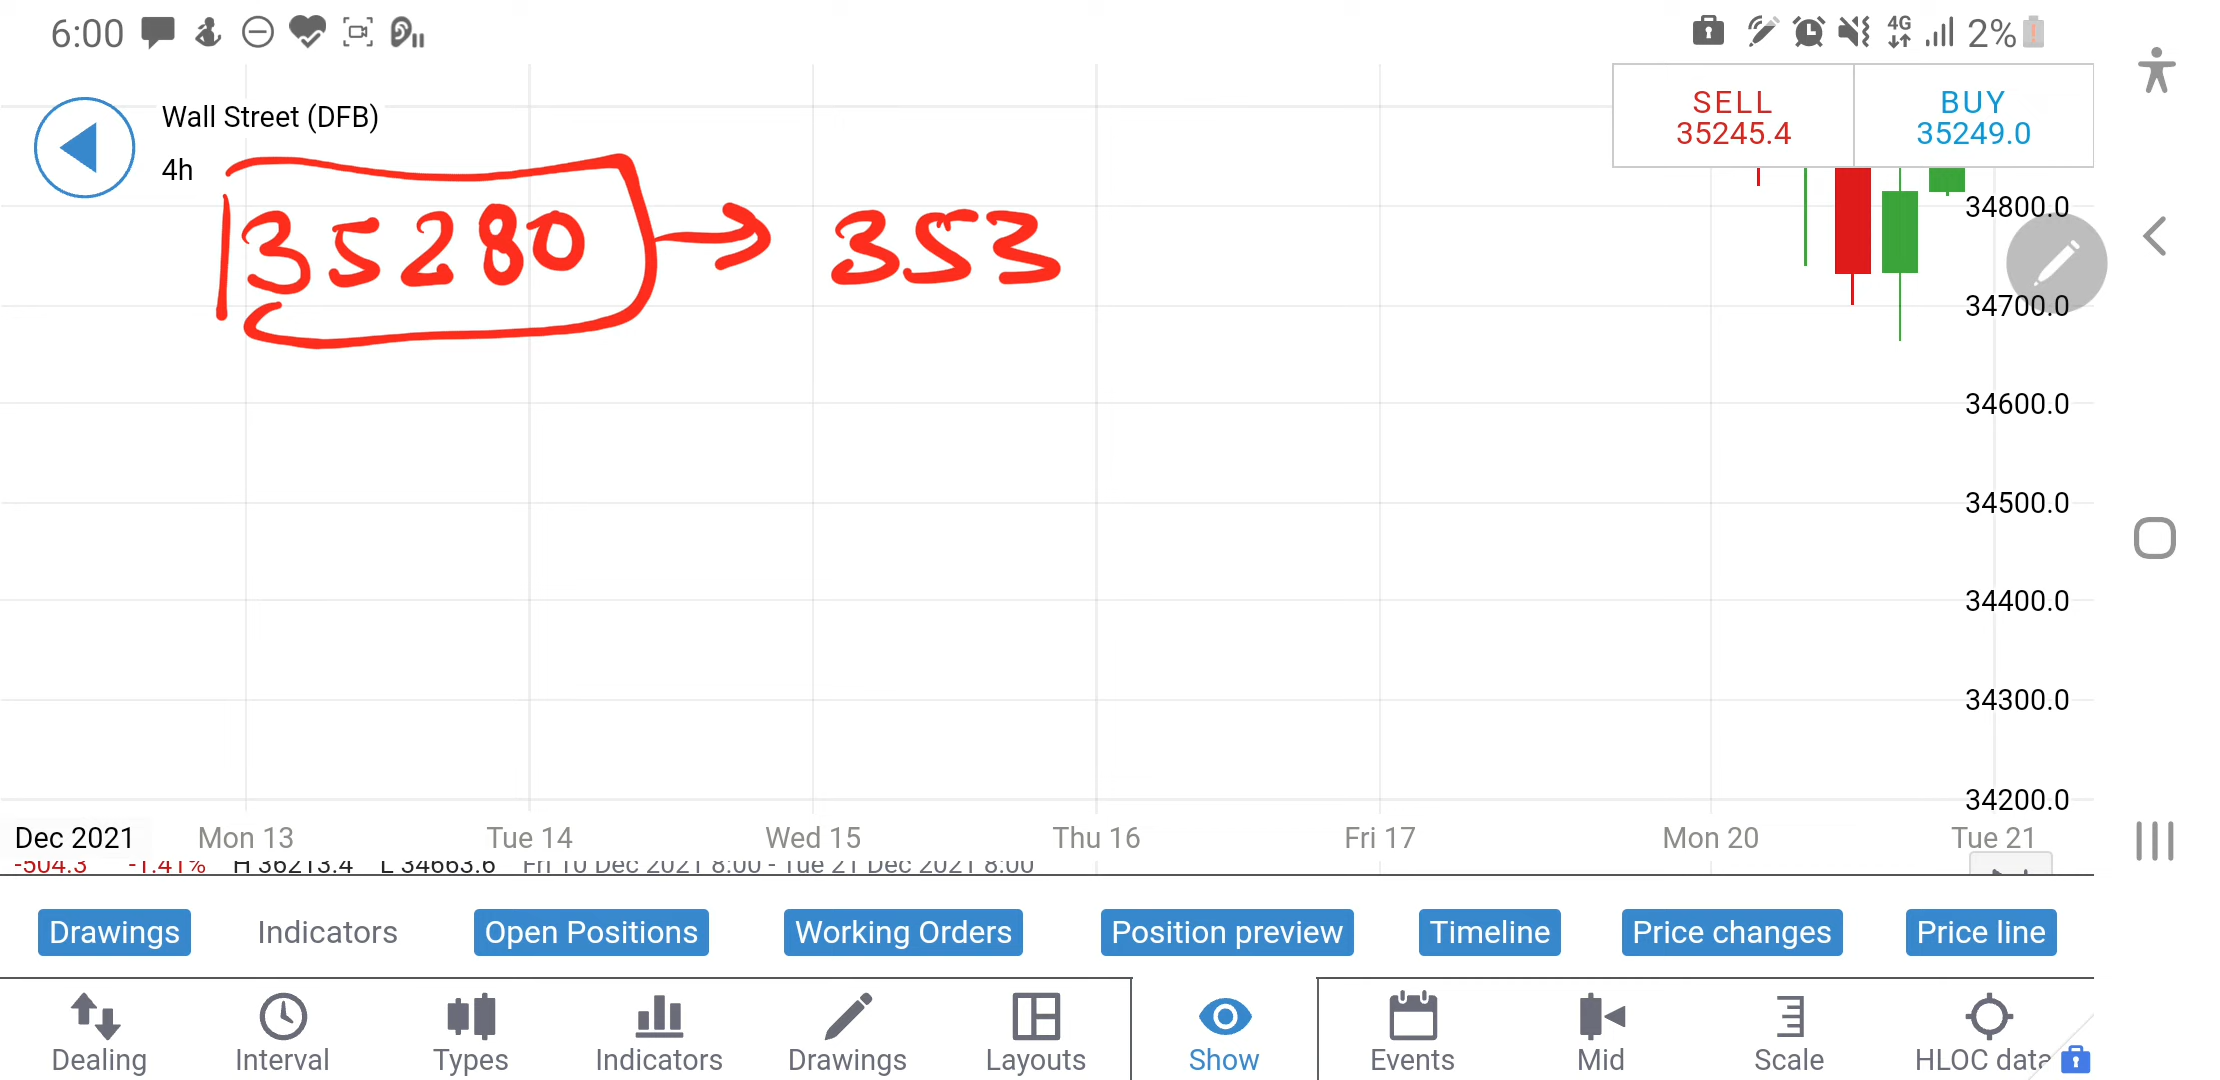 6:00 4G 2%
Wall Street (DFB)
4h
SELL
35245.4
BUY
35249.0
35280 → 353
34800.0
34700.0
34600.0
34500.0
34400.0
34300.0
34200.0
Dec 2021 Mon 13 Tue 14 Wed 15 Thu 16 Fri 17 Mon 20 Tue 21
-504.3 -1.41% H 36213.4 L 34663.6 Fri 10 Dec 2021 8:00 - Tue 21 Dec 2021 8:00
Drawings Indicators Open Positions Working Orders Position preview Timeline Price changes Price line
Dealing Interval Types Indicators Drawings Layouts Show Events Mid Scale HLOC data